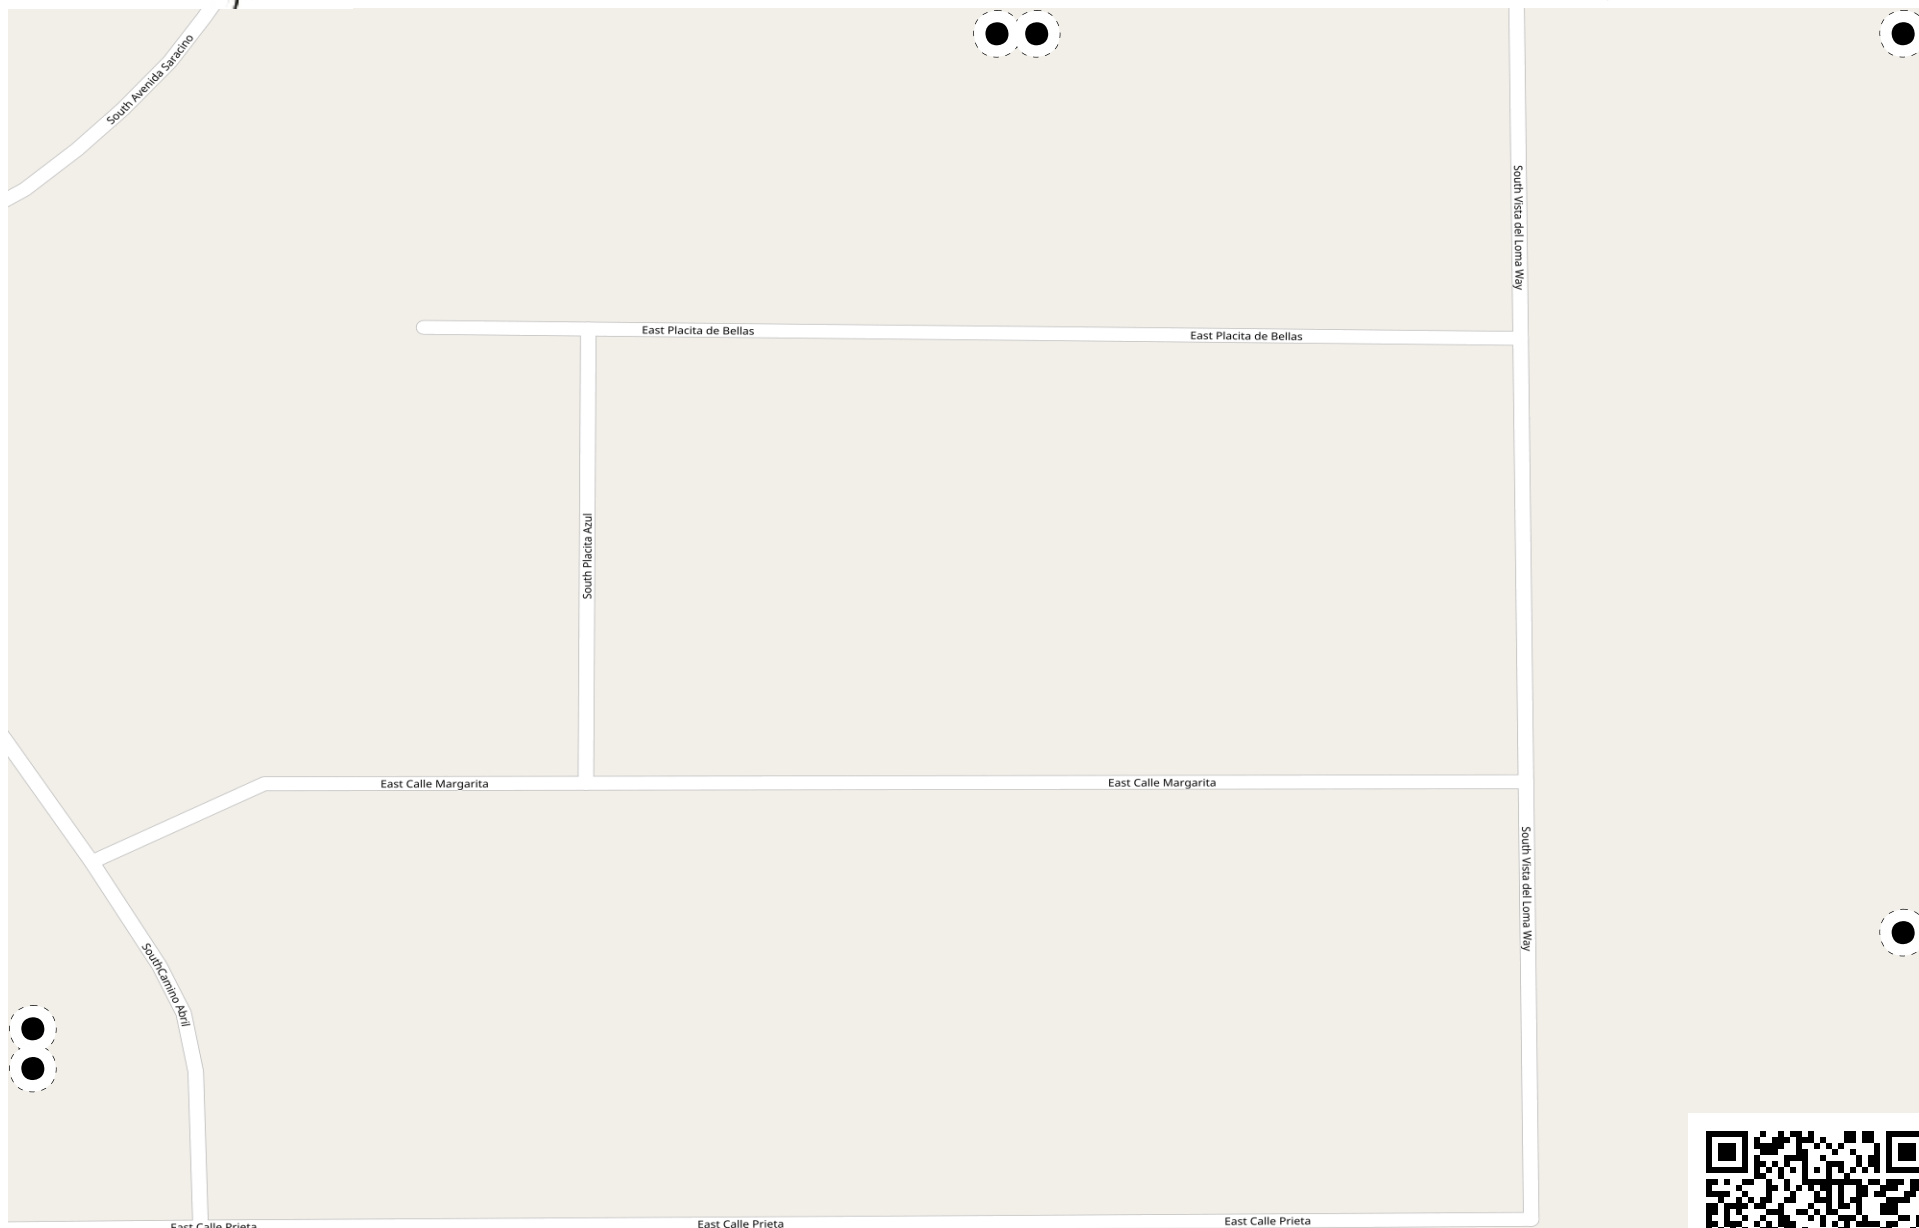 South Avenida Saracino
South Vista del Loma Way
East Placita de Bellas
East Placita de Bellas
South Placita Azul
East Calle Margarita
East Calle Margarita
South Vista del Loma Way
SouthCamino Abril
East Calle Prieta
East Calle Prieta
East Calle Prieta